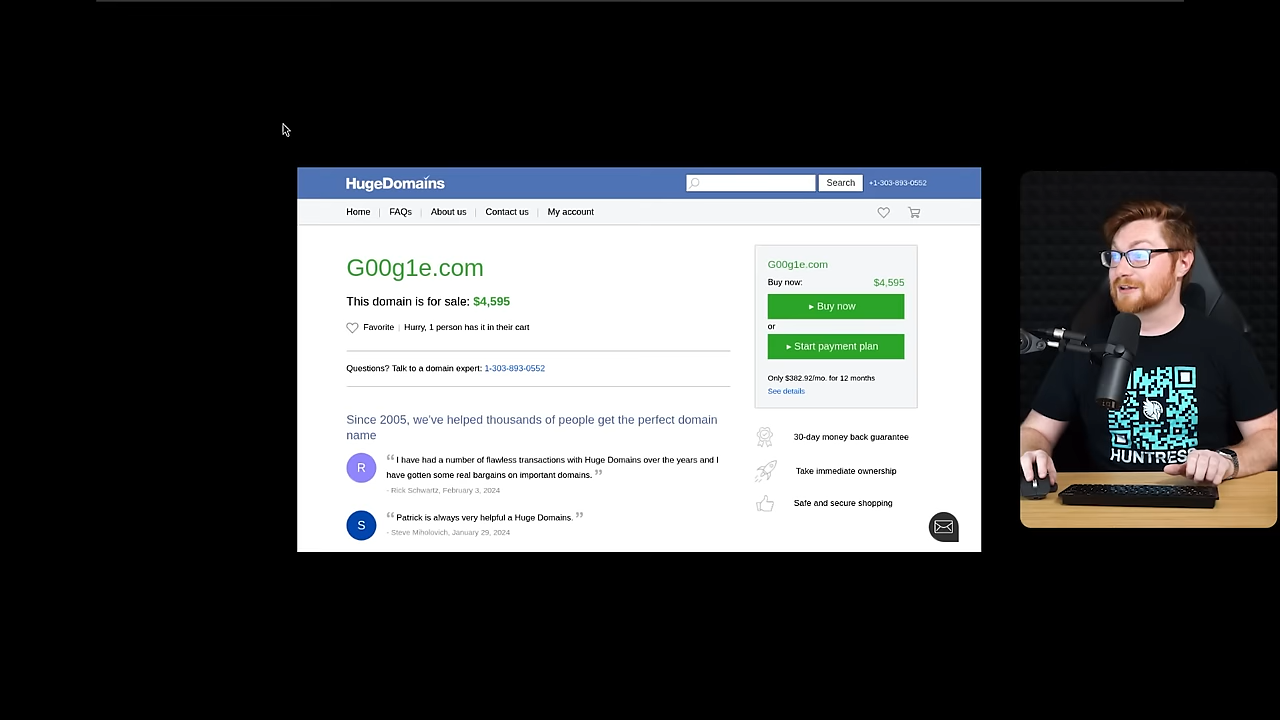 HugeDomains
Search
+1-303-893-0552
Home
FAQs
About us
Contact us
My account
G00g1e.com
This domain is for sale: $4,595
Favorite
Hurry, 1 person has it in their cart
Questions? Talk to a domain expert: 1-303-893-0552
Since 2005, we've helped thousands of people get the perfect domain
name
R
“ I have had a number of flawless transactions with Huge Domains over the years and I
have gotten some real bargains on important domains. ”
- Rick Schwartz, February 3, 2024
S
“ Patrick is always very helpful a Huge Domains. ”
- Steve Miholovich, January 29, 2024
G00g1e.com
Buy now: $4,595
▸ Buy now
or
▸ Start payment plan
Only $382.92/mo. for 12 months
See details
30-day money back guarantee
Take immediate ownership
Safe and secure shopping
HUNTRESS